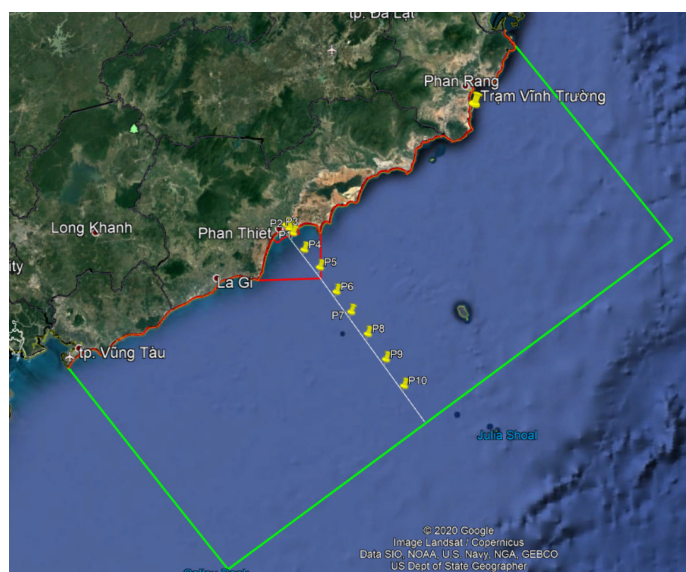 tp. Đà Lạt
Phan Rang
Trạm Vĩnh Trường
Long Khanh
Phan Thiet
P2
P3
P1
P4
P5
ity
La Gi
P6
P7
P8
tp. Vũng Tàu
P9
P10
Julia Shoal
© 2020 Google
Image Landsat / Copernicus
Data SIO, NOAA, U.S. Navy, NGA, GEBCO
US Dept of State Geographer